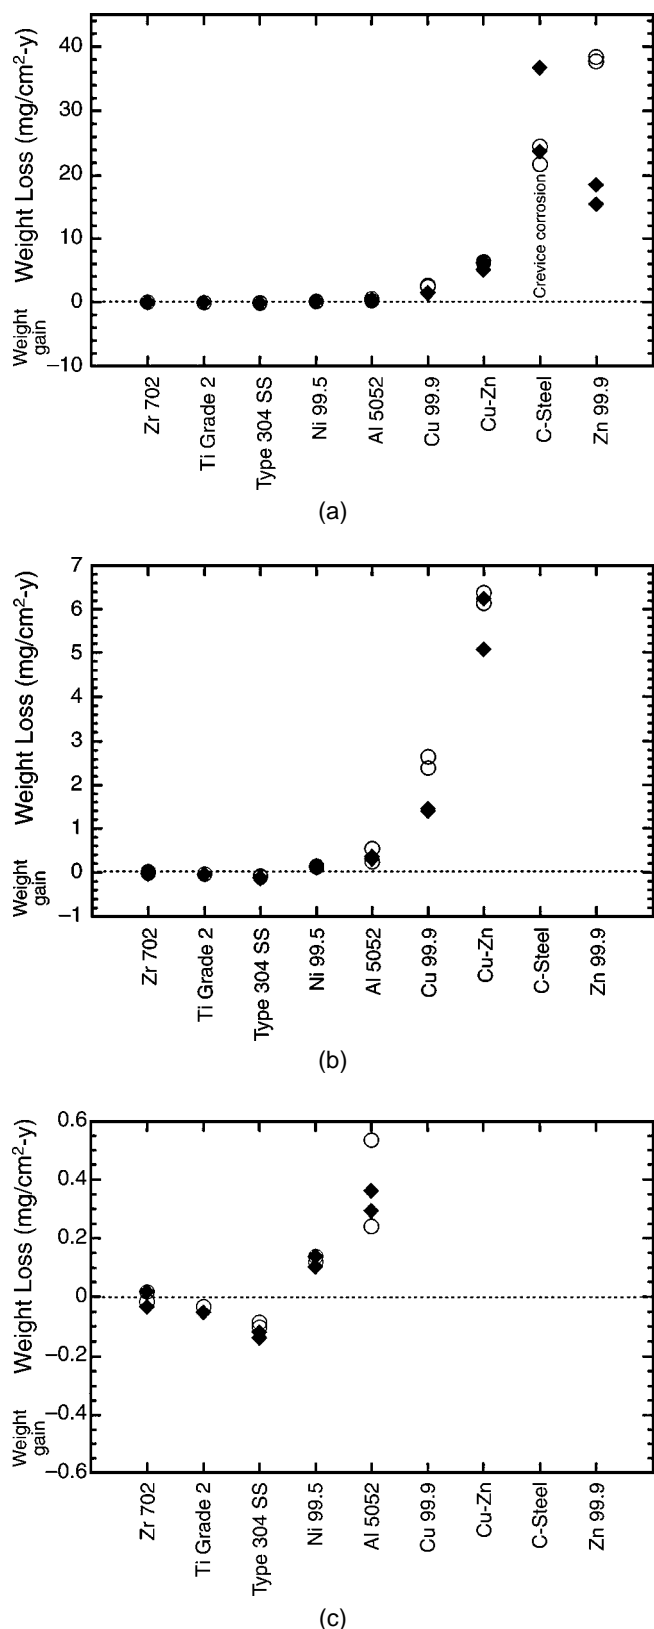 40
30
20
10
0
−10
Weight Loss (mg/cm²-y)
Weight
gain
Crevice corrosion
Zr 702
Ti Grade 2
Type 304 SS
Ni 99.5
Al 5052
Cu 99.9
Cu-Zn
C-Steel
Zn 99.9
(a)
7
6
5
4
3
2
1
0
−1
Weight Loss (mg/cm²-y)
Weight
gain
Zr 702
Ti Grade 2
Type 304 SS
Ni 99.5
Al 5052
Cu 99.9
Cu-Zn
C-Steel
Zn 99.9
(b)
0.6
0.4
0.2
0
−0.2
−0.4
−0.6
Weight Loss (mg/cm²-y)
Weight
gain
Zr 702
Ti Grade 2
Type 304 SS
Ni 99.5
Al 5052
Cu 99.9
Cu-Zn
C-Steel
Zn 99.9
(c)